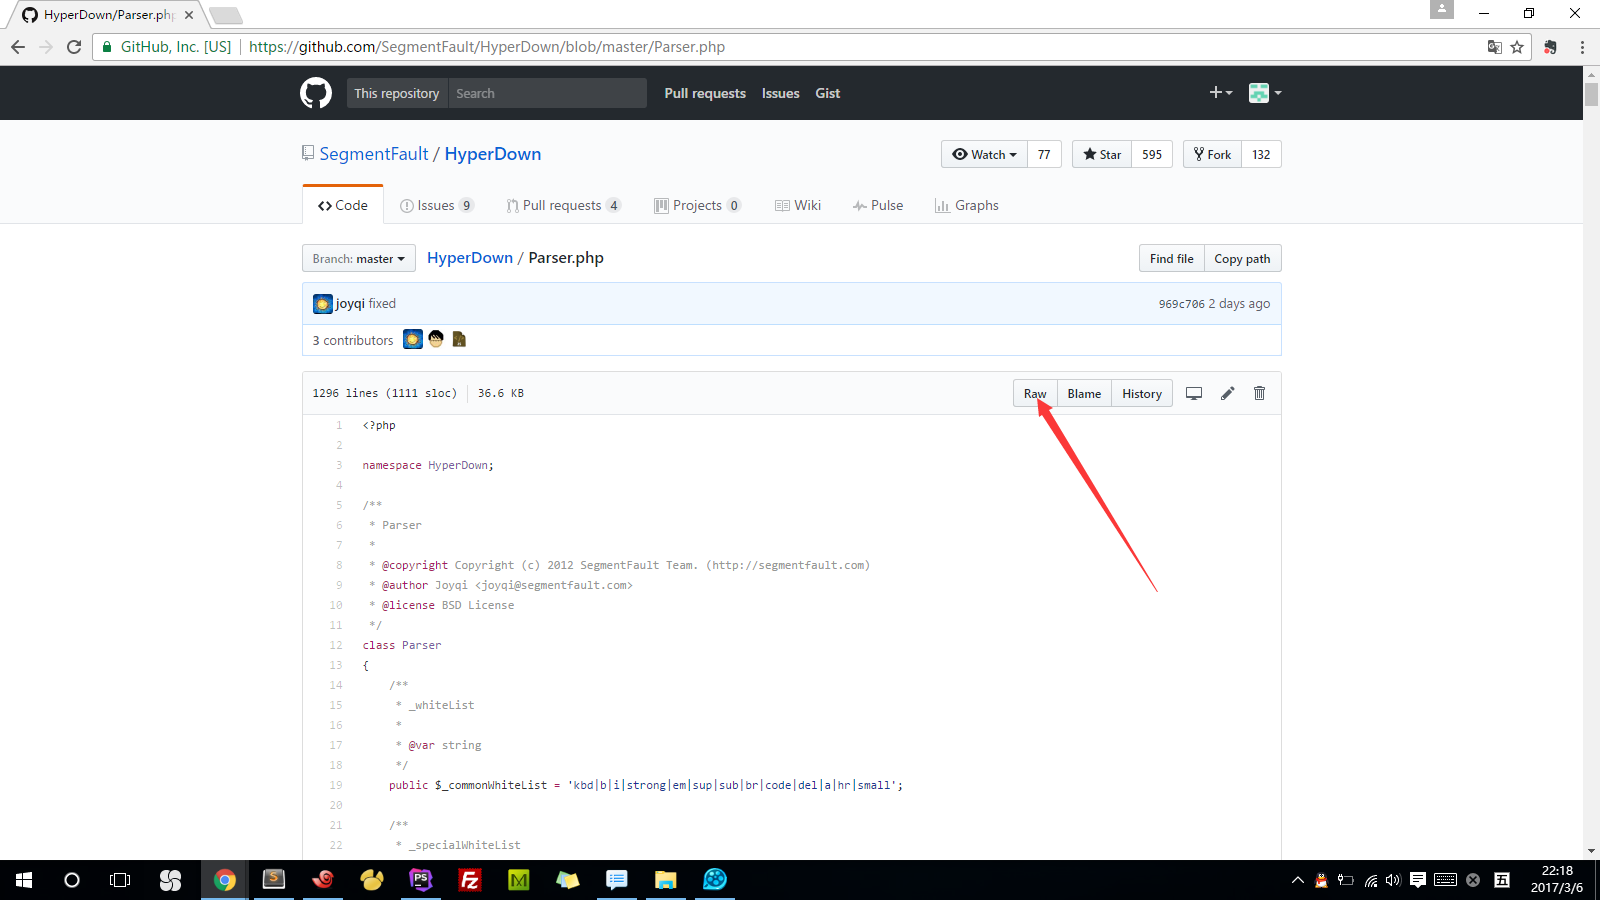 HyperDown/Parser.php
GitHub, Inc. [US] | https://github.com/SegmentFault/HyperDown/blob/master/Parser.php
This repository Search Pull requests Issues Gist
SegmentFault / HyperDown Watch 77 Star 595 Fork 132
Code Issues 9 Pull requests 4 Projects 0 Wiki Pulse Graphs
Branch: master HyperDown / Parser.php Find file Copy path
joyqi fixed 969c706 2 days ago
3 contributors
1296 lines (1111 sloc) 36.6 KB Raw Blame History
1 <?php
2
3 namespace HyperDown;
4
5 /**
6 * Parser
7 *
8 * @copyright Copyright (c) 2012 SegmentFault Team. (http://segmentfault.com)
9 * @author Joyqi <joyqi@segmentfault.com>
10 * @license BSD License
11 */
12 class Parser
13 {
14 /**
15 * _whiteList
16 *
17 * @var string
18 */
19 public $_commonWhiteList = 'kbd|b|i|strong|em|sup|sub|br|code|del|a|hr|small';
20
21 /**
22 * _specialWhiteList
S PS FZ M 五
22:18
2017/3/6